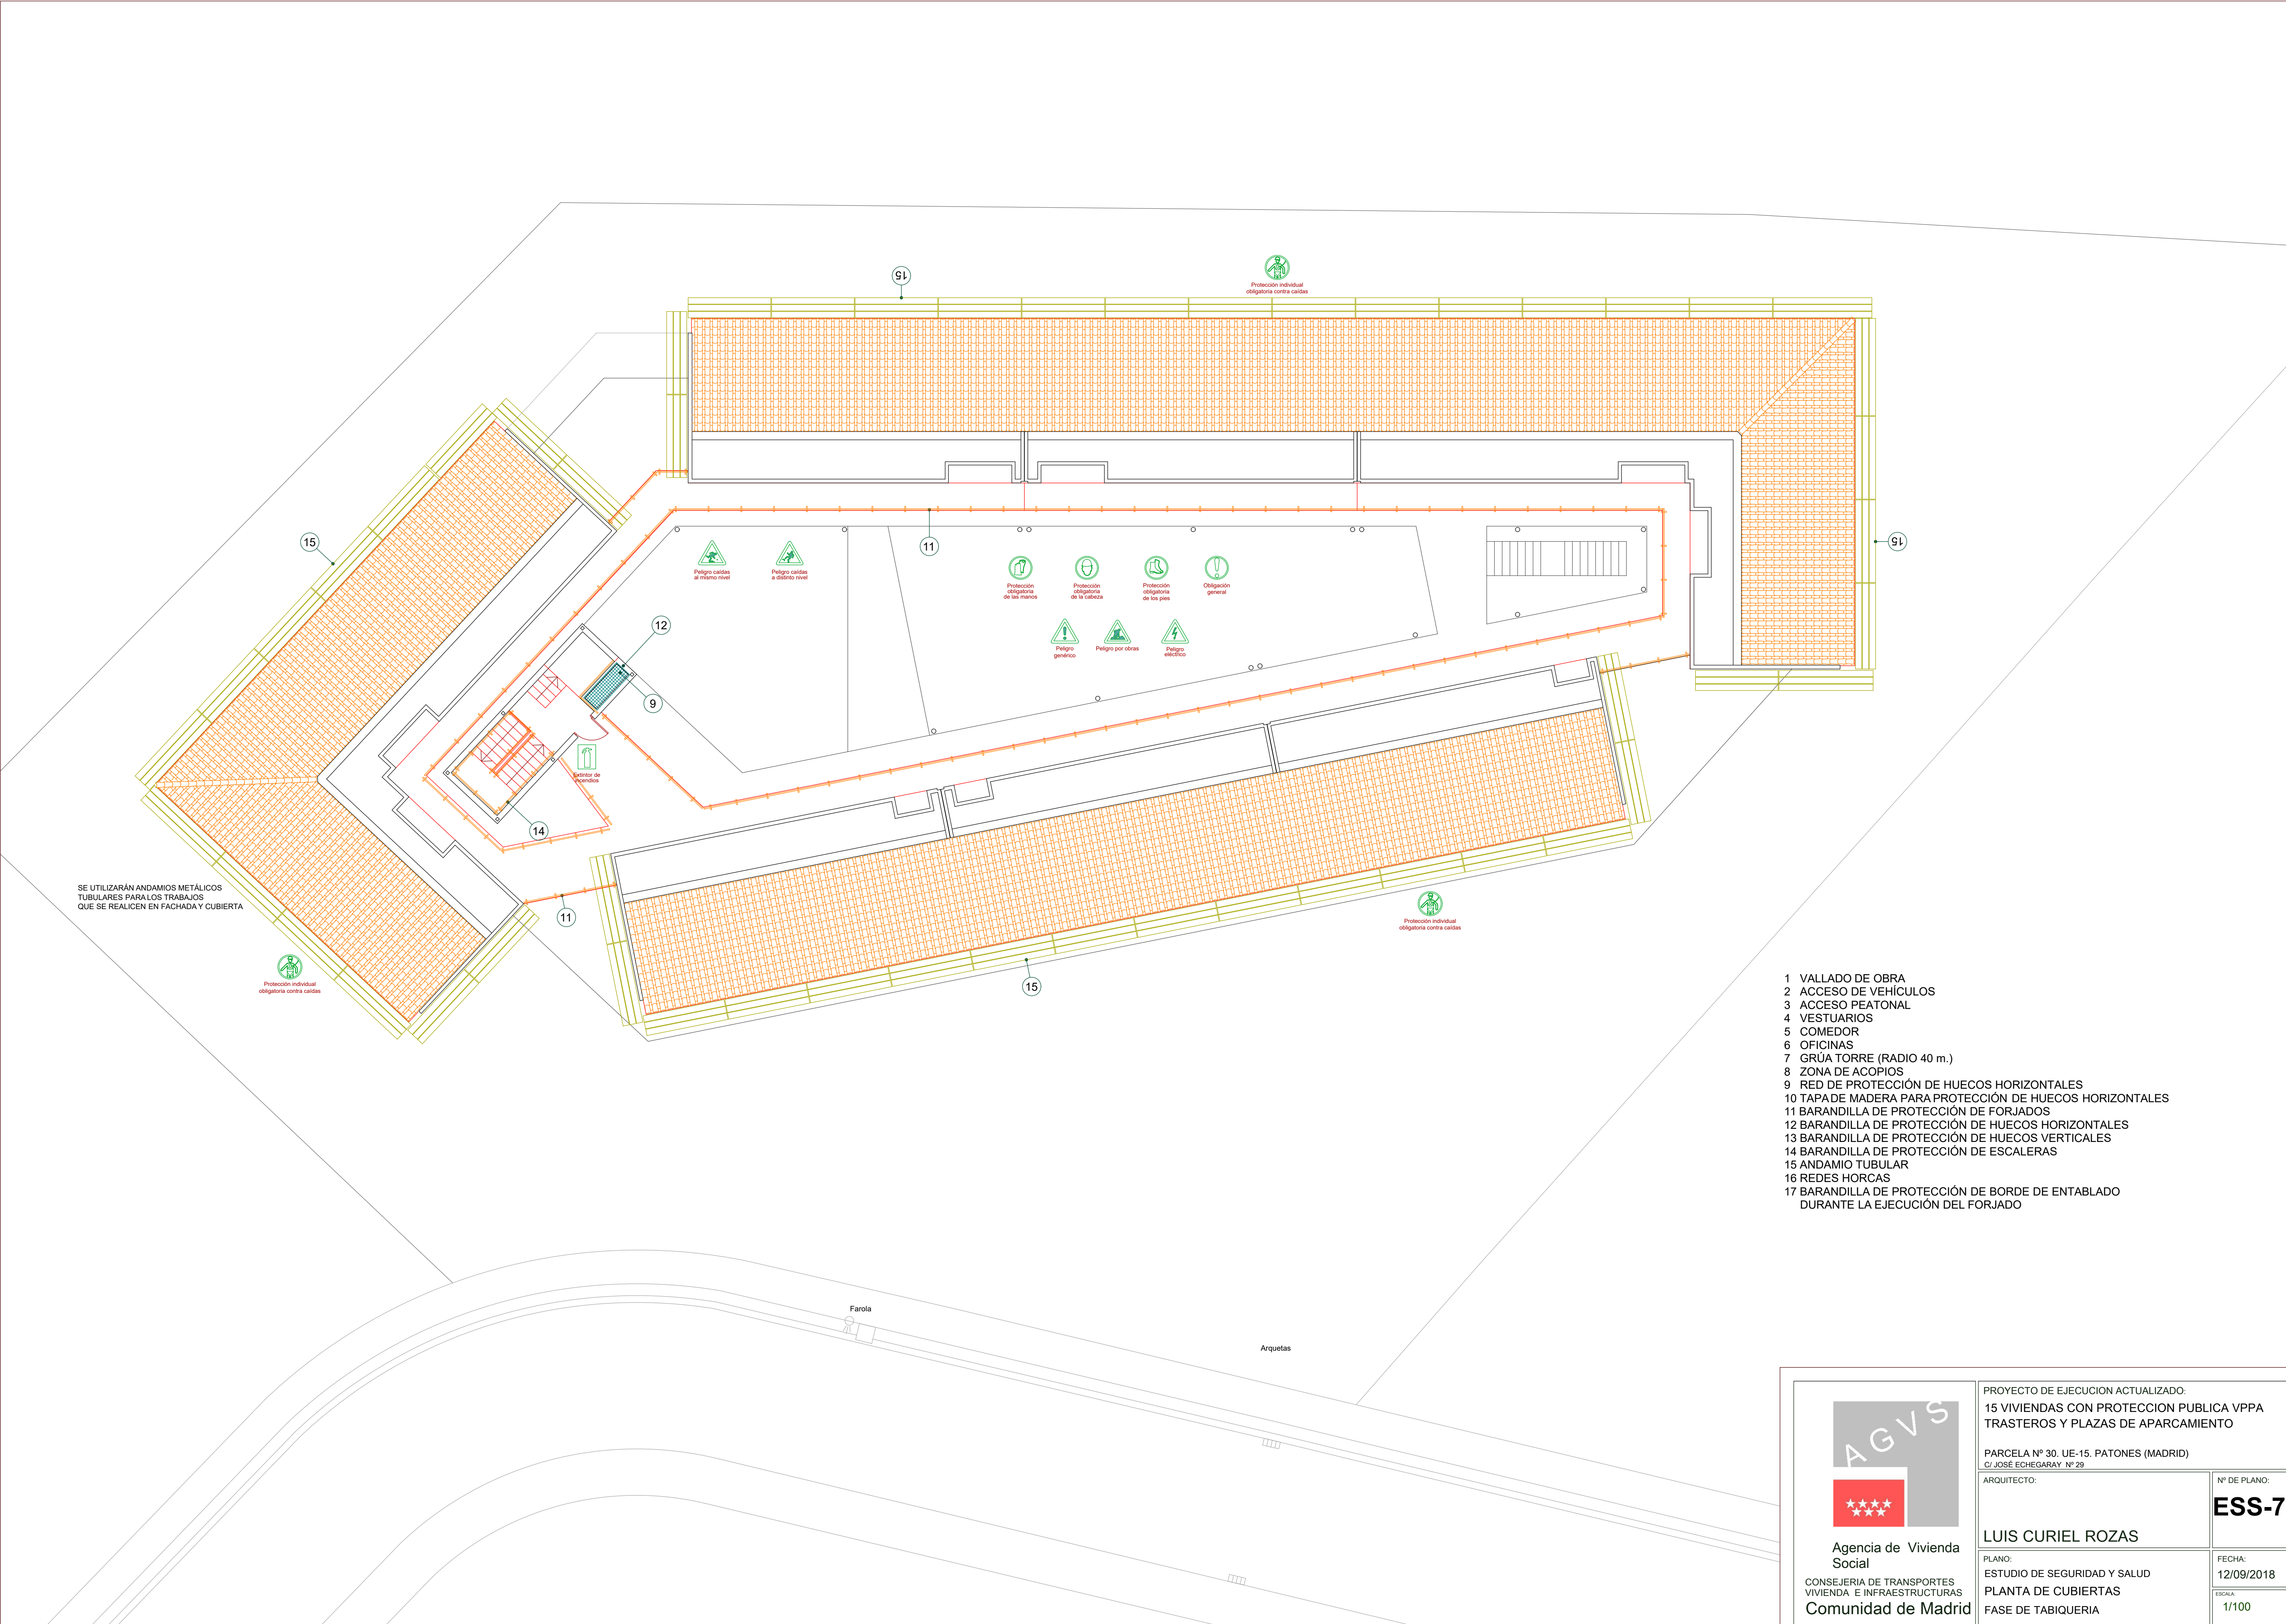 15
Protección individual
obligatoria contra caídas
15
11
15
Peligro caídas
al mismo nivel
Peligro caídas
a distinto nivel
Protección
obligatoria
de las manos
Protección
obligatoria
de la cabeza
Protección
obligatoria
de los pies
Obligación
general
12
Peligro
genérico
Peligro por obras
Peligro
eléctrico
9
Extintor de
incendios
14
SE UTILIZARÁN ANDAMIOS METÁLICOS
TUBULARES PARA LOS TRABAJOS
QUE SE REALICEN EN FACHADA Y CUBIERTA
11
Protección individual
obligatoria contra caídas
Protección individual
obligatoria contra caídas
15
1 VALLADO DE OBRA
2 ACCESO DE VEHÍCULOS
3 ACCESO PEATONAL
4 VESTUARIOS
5 COMEDOR
6 OFICINAS
7 GRÚA TORRE (RADIO 40 m.)
8 ZONA DE ACOPIOS
9 RED DE PROTECCIÓN DE HUECOS HORIZONTALES
10 TAPA DE MADERA PARA PROTECCIÓN DE HUECOS HORIZONTALES
11 BARANDILLA DE PROTECCIÓN DE FORJADOS
12 BARANDILLA DE PROTECCIÓN DE HUECOS HORIZONTALES
13 BARANDILLA DE PROTECCIÓN DE HUECOS VERTICALES
14 BARANDILLA DE PROTECCIÓN DE ESCALERAS
15 ANDAMIO TUBULAR
16 REDES HORCAS
17 BARANDILLA DE PROTECCIÓN DE BORDE DE ENTABLADO
DURANTE LA EJECUCIÓN DEL FORJADO
Farola
Arquetas
AGVS
Agencia de Vivienda
Social
CONSEJERIA DE TRANSPORTES
VIVIENDA E INFRAESTRUCTURAS
Comunidad de Madrid
PROYECTO DE EJECUCION ACTUALIZADO:
15 VIVIENDAS CON PROTECCION PUBLICA VPPA
TRASTEROS Y PLAZAS DE APARCAMIENTO
PARCELA Nº 30. UE-15. PATONES (MADRID)
C/ JOSÉ ECHEGARAY Nº 29
ARQUITECTO:
LUIS CURIEL ROZAS
Nº DE PLANO:
ESS-7
PLANO:
ESTUDIO DE SEGURIDAD Y SALUD
PLANTA DE CUBIERTAS
FASE DE TABIQUERIA
FECHA:
12/09/2018
ESCALA:
1/100